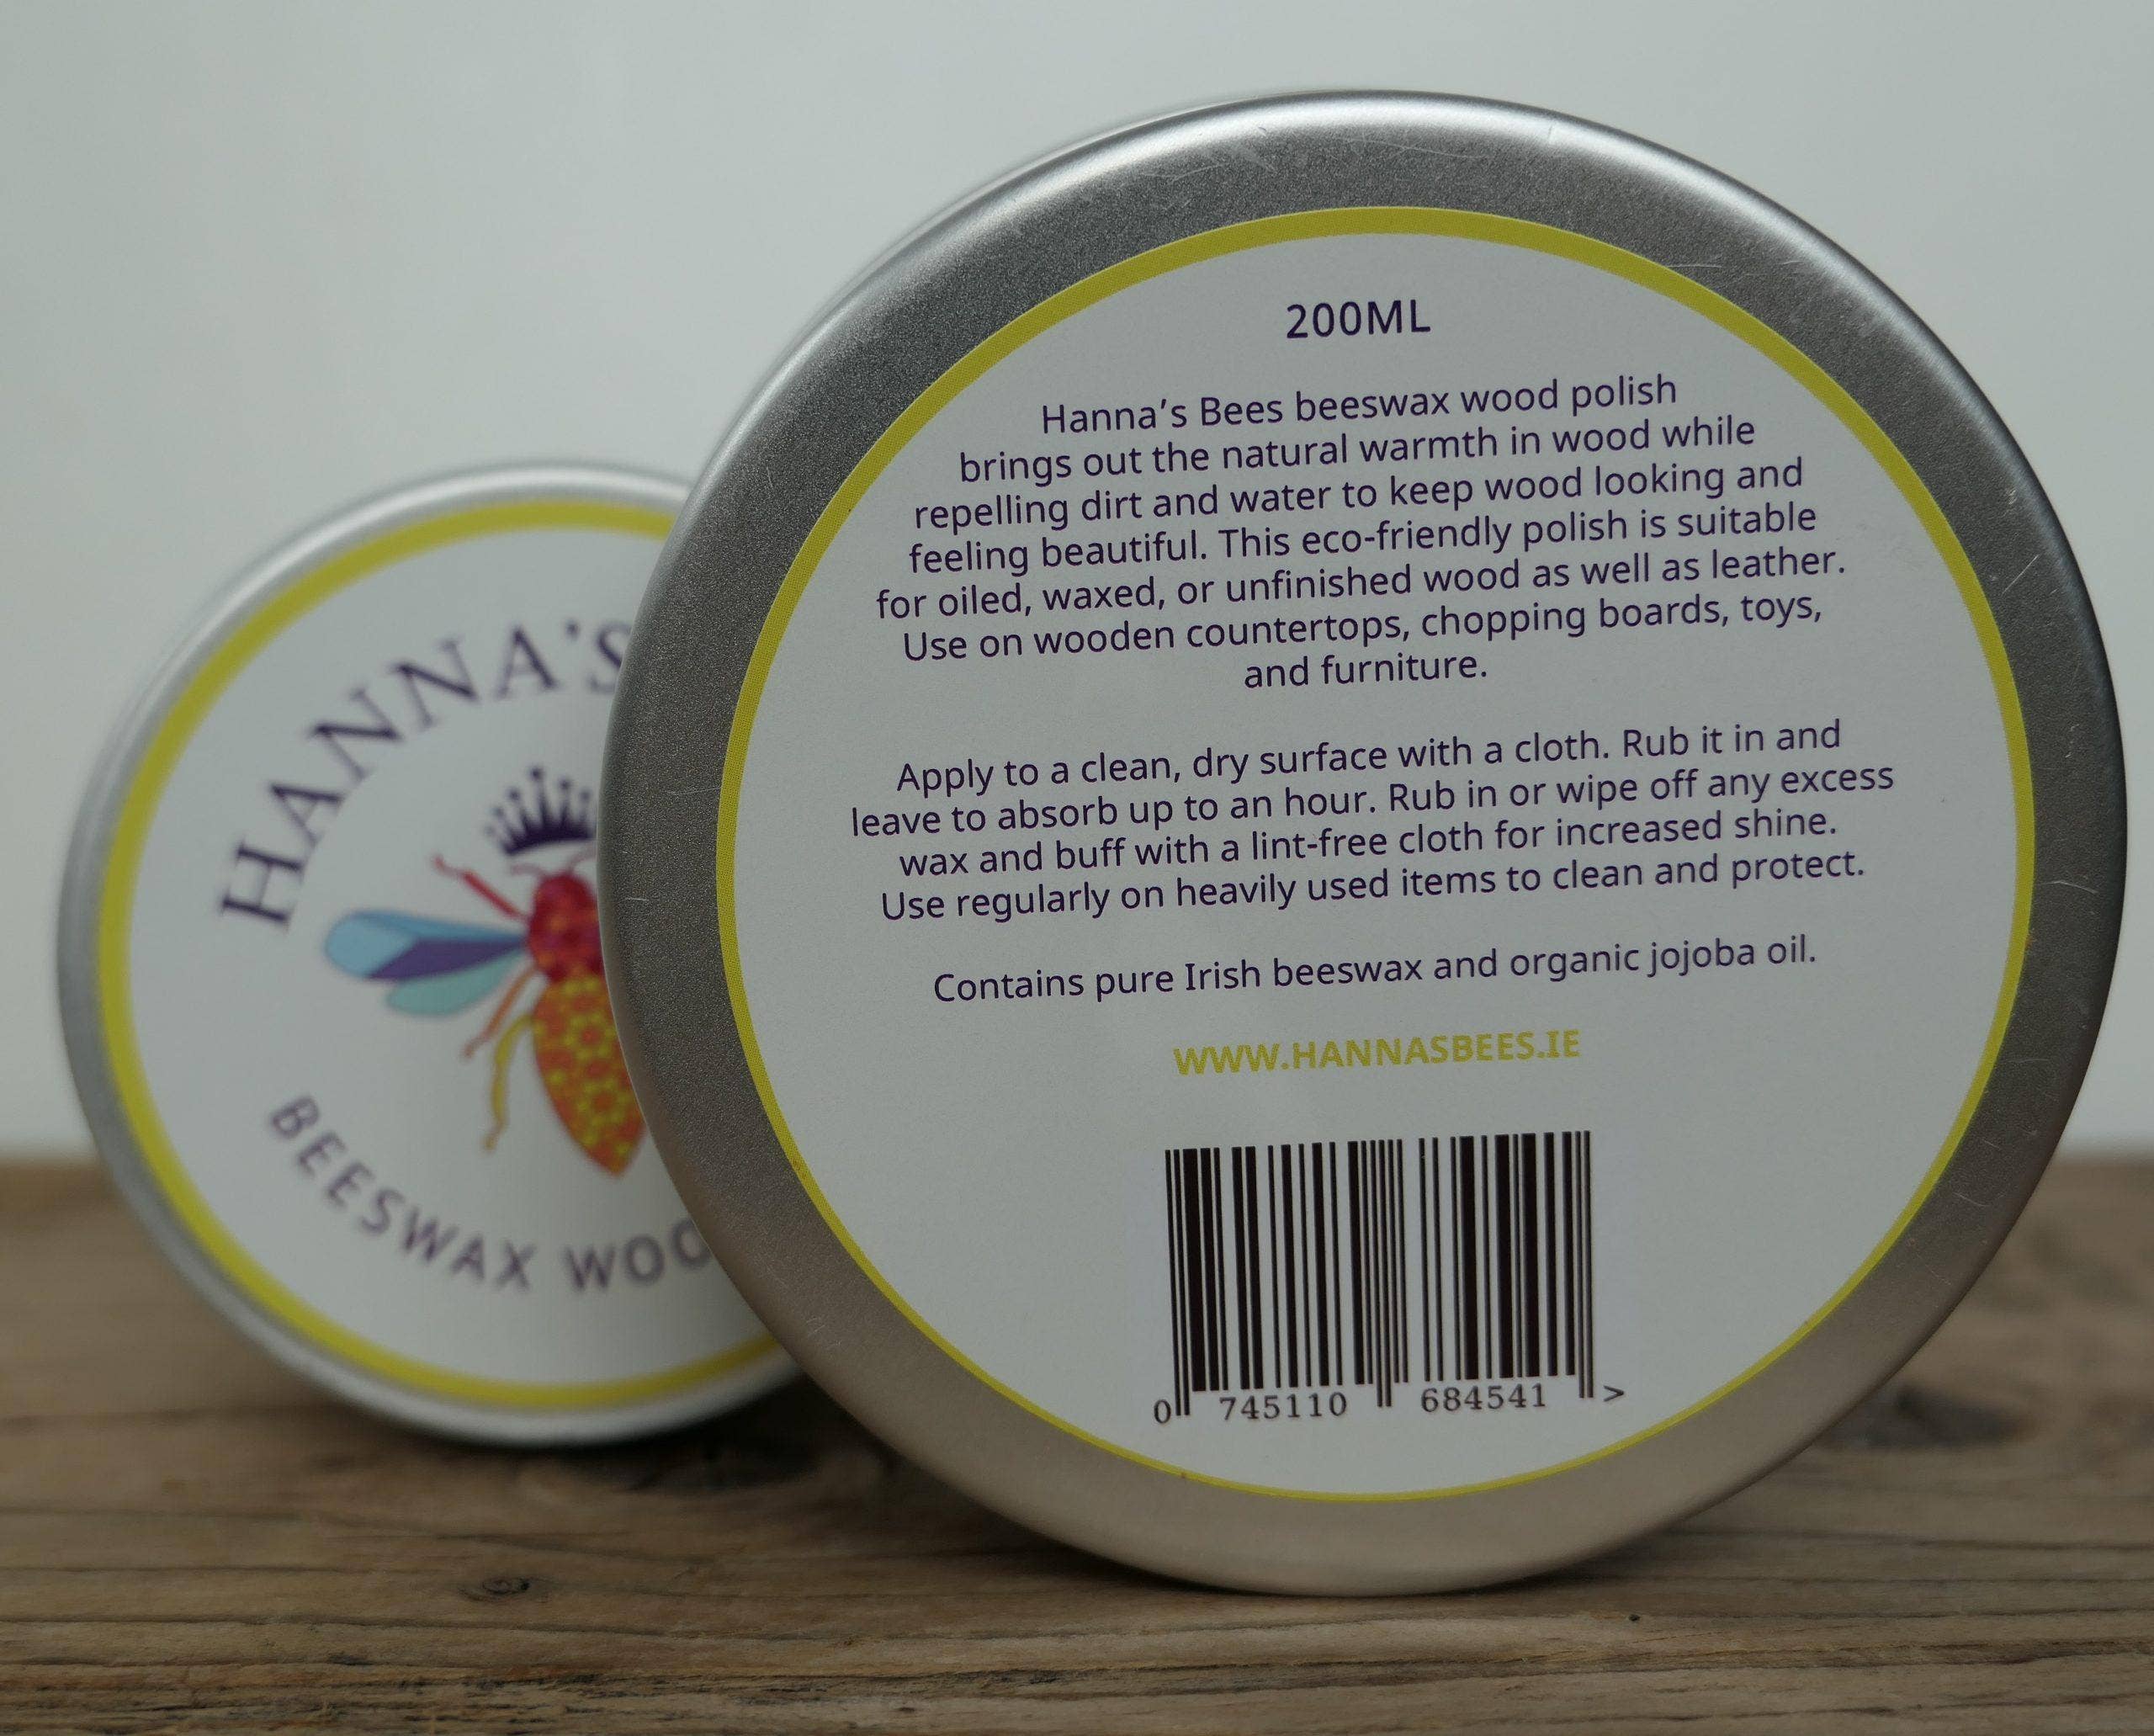 HANNA'S
BEESWAX
200ML
Hanna's Bees beeswax wood polish
brings out the natural warmth in wood while
repelling dirt and water to keep wood looking and
feeling beautiful. This eco-friendly polish is suitable
for oiled, waxed, or unfinished wood as well as leather.
Use on wooden countertops, chopping boards, toys,
and furniture.
Apply to a clean, dry surface with a cloth. Rub it in and
leave to absorb up to an hour. Rub in or wipe off any excess
wax and buff with a lint-free cloth for increased shine.
Use regularly on heavily used items to clean and protect.
Contains pure Irish beeswax and organic jojoba oil.
WWW.HANNASBEES.IE
0 745110 684541 >